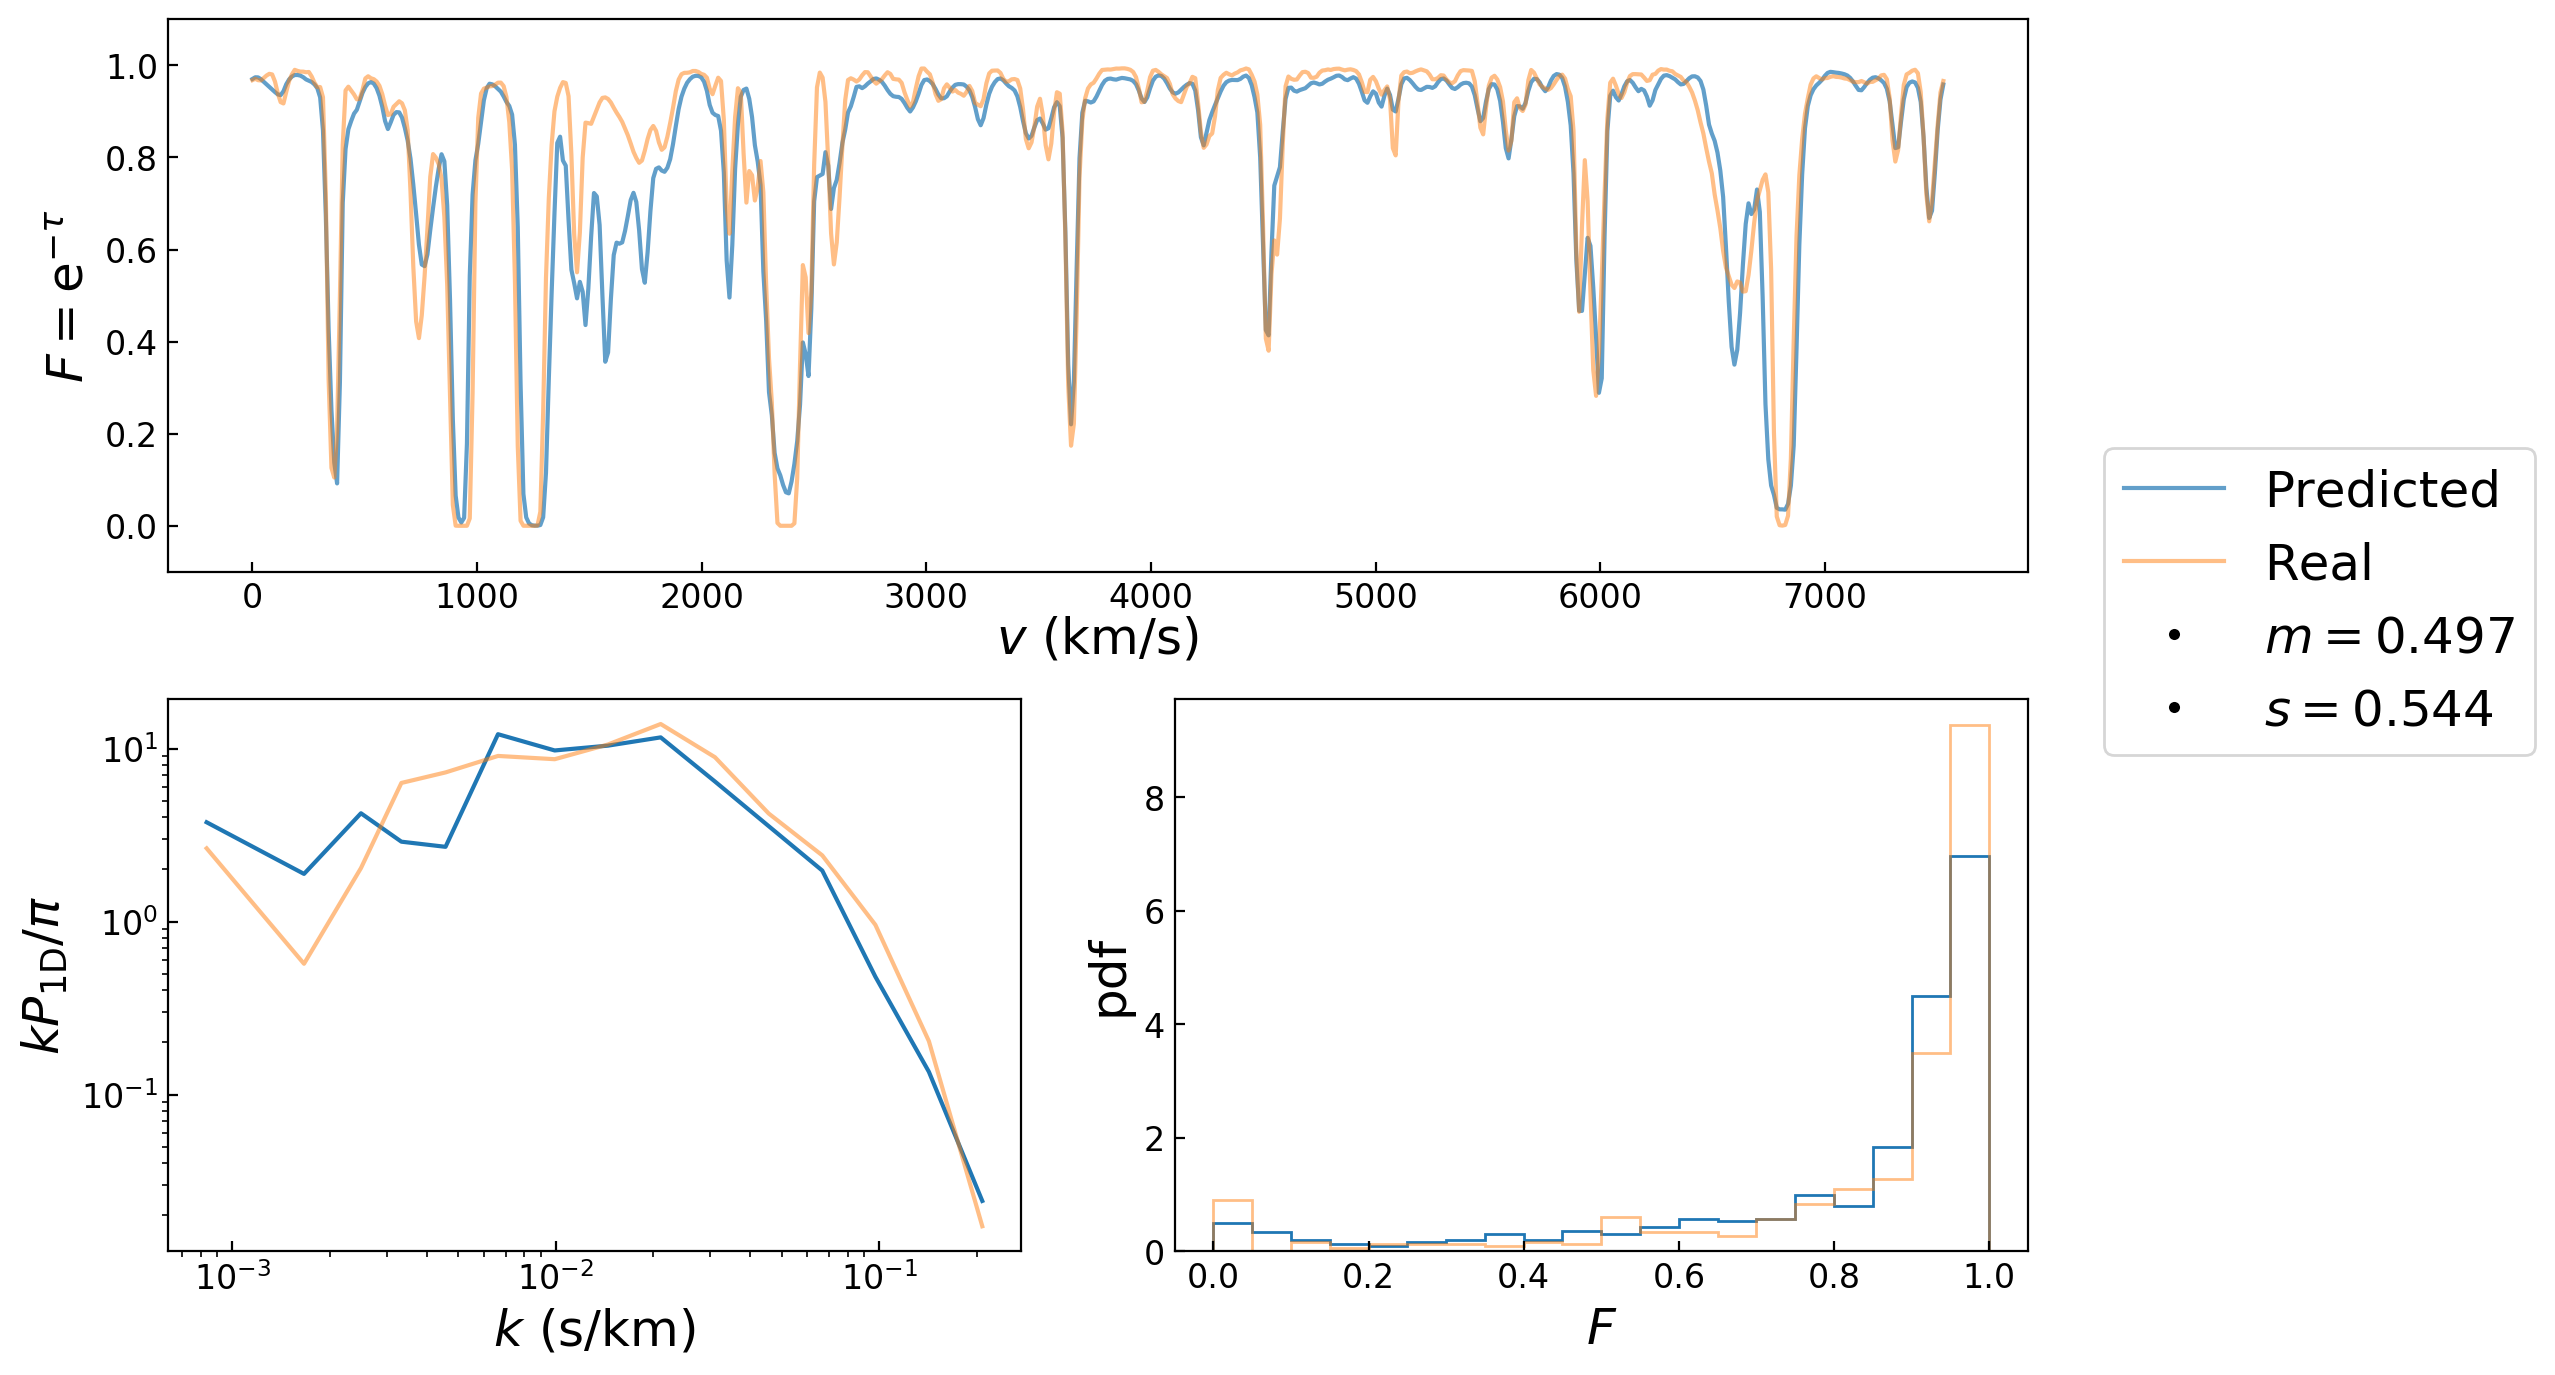 1.0
0.8
0.6
0.4
0.2
0.0
F = e^{−τ}
0 1000 2000 3000 4000 5000 6000 7000
v (km/s)
Predicted
Real
m = 0.497
s = 0.544
10^1
10^0
10^{−1}
kP_{1D}/π
10^{−3} 10^{−2} 10^{−1}
k (s/km)
8
6
4
2
0
pdf
0.0 0.2 0.4 0.6 0.8 1.0
F